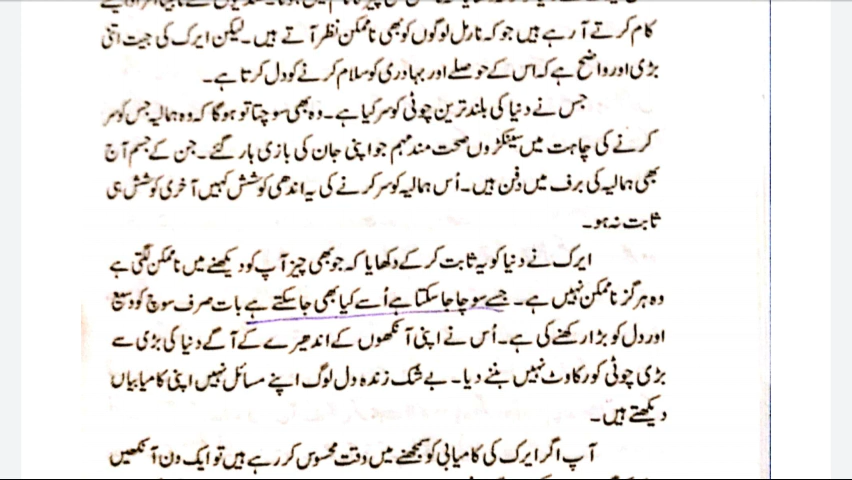 کام کرتے آ رہے ہیں جو کہ نارمل لوگوں کو بھی ناممکن نظر آتے ہیں۔ لیکن ایرک کی جیت اتنی
بڑی اور واضح ہے کہ اس کے حوصلے اور بہادری کو سلام کرنے کو دل کرتا ہے۔
جس نے دنیا کی بلند ترین چوٹی کو سر کیا ہے۔ وہ بھی سوچتا تو ہوگا کہ وہ ہمالیہ جس کو سر
کرنے کی چاہت میں سینکڑوں صحت مند مہم جو اپنی جان کی بازی ہار گئے۔ جن کے جسم آج
بھی ہمالیہ کی برف میں دفن ہیں۔ اُس ہمالیہ کو سر کرنے کی یہ اندھی کوشش کہیں آخری کوشش ہی
ثابت نہ ہو۔
ایرک نے دنیا کو یہ ثابت کر کے دکھایا کہ جو بھی چیز آپ کو دیکھنے میں ناممکن لگتی ہے
وہ ہرگز ناممکن نہیں ہے۔ جسے سوچا جا سکتا ہے اُسے کیا بھی جا سکتے ہے بات صرف سوچ کو وسیع
اور دل کو بڑا رکھنے کی ہے۔ اُس نے اپنی آنکھوں کے اندھیرے کے آگے دنیا کی بڑی سے
بڑی چوٹی کو رکاوٹ نہیں بننے دیا۔ بے شک زندہ دل لوگ اپنے مسائل نہیں اپنی کامیابیاں
دیکھتے ہیں۔
آپ اگر ایرک کی کامیابی کو سمجھنے میں دقت محسوس کر رہے ہیں تو ایک دن آنکھیں